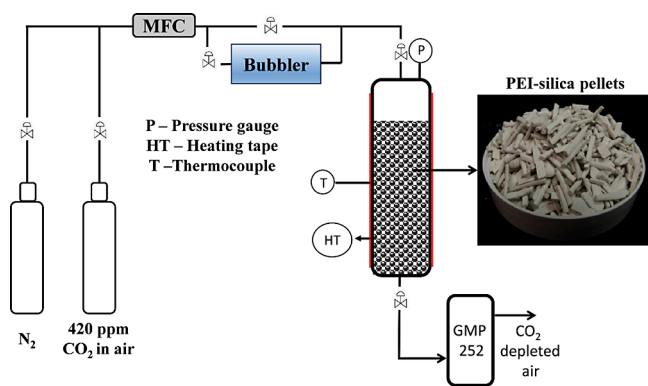 MFC
P
Bubbler
PEI-silica pellets
P – Pressure gauge
HT – Heating tape
T –Thermocouple
T
HT
N2
420 ppm
CO2 in air
GMP
252
CO2
depleted
air